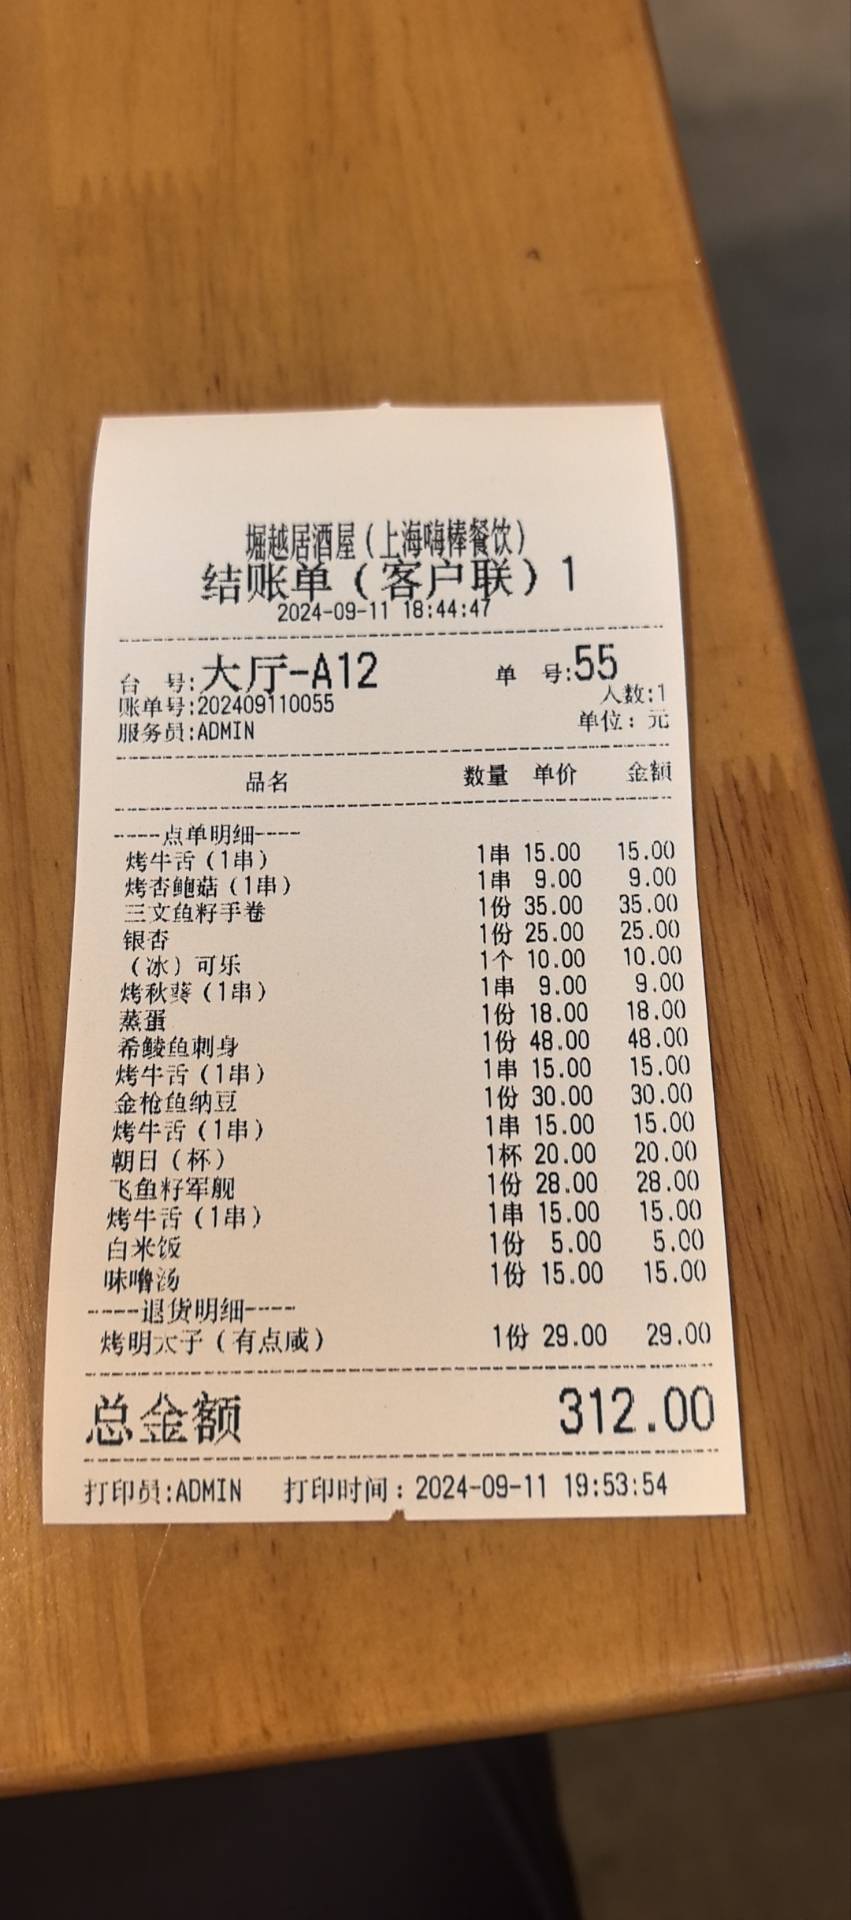 堀越居酒屋(上海嗨棒餐饮)
结账单(客户联)1
2024-09-11 18:44:47
台 号:大厅-A12 单 号:55
账单号:202409110055 人数:1
服务员:ADMIN 单位: 元
品名 数量 单价 金额
----点单明细----
烤牛舌(1串) 1串 15.00 15.00
烤杏鲍菇(1串) 1串 9.00 9.00
三文鱼籽手卷 1份 35.00 35.00
银杏 1份 25.00 25.00
(冰)可乐 1个 10.00 10.00
烤秋葵(1串) 1串 9.00 9.00
蒸蛋 1份 18.00 18.00
希鲮鱼刺身 1份 48.00 48.00
烤牛舌(1串) 1串 15.00 15.00
金枪鱼纳豆 1份 30.00 30.00
烤牛舌(1串) 1串 15.00 15.00
朝日(杯) 1杯 20.00 20.00
飞鱼籽军舰 1份 28.00 28.00
烤牛舌(1串) 1串 15.00 15.00
白米饭 1份 5.00 5.00
味噜汤 1份 15.00 15.00
----退货明细----
烤明太子(有点咸) 1份 29.00 29.00
总金额 312.00
打印员:ADMIN 打印时间:2024-09-11 19:53:54